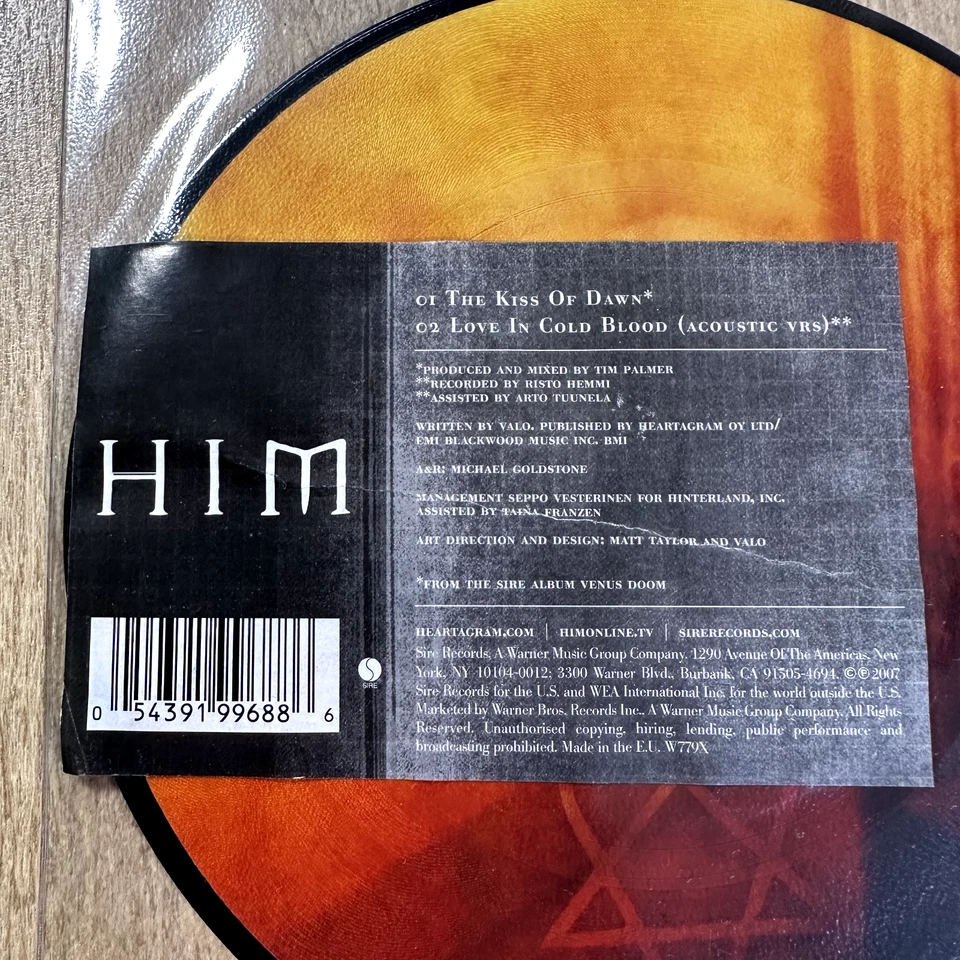 01 The Kiss Of Dawn*
02 Love In Cold Blood (acoustic vrs)**
*produced and mixed by Tim Palmer
**recorded by Risto Hemmi
**assisted by Arto Tuunela
written by Valo. published by Heartagram Oy Ltd/
EMI Blackwood Music Inc. BMI
A&R: Michael Goldstone
management Seppo Vesterinen for Hinterland, Inc.
assisted by Taina Franzen
art direction and design: Matt Taylor and Valo
*from the Sire album Venus Doom
heartagram.com | himonline.tv | sirerecords.com
Sire Records. A Warner Music Group Company. 1290 Avenue Of The Americas. New
York, NY 10104-0012; 3300 Warner Blvd., Burbank, CA 91505-4694. ©℗2007
Sire Records for the U.S. and WEA International Inc. for the world outside the U.S.
Marketed by Warner Bros. Records Inc.. A Warner Music Group Company. All Rights
Reserved. Unauthorised copying, hiring, lending, public performance and
broadcasting prohibited. Made in the E.U. W779X
HIM
SIRE
0 54391 99688 6